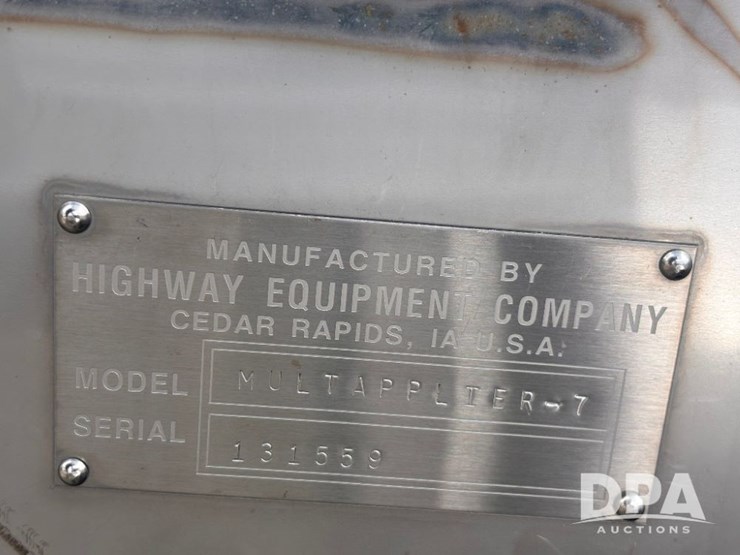 MANUFACTURED BY
HIGHWAY EQUIPMENT COMPANY
CEDAR RAPIDS, IA U.S.A.
MODEL MULTAPPLIER-7
SERIAL 131559
DPA
AUCTIONS